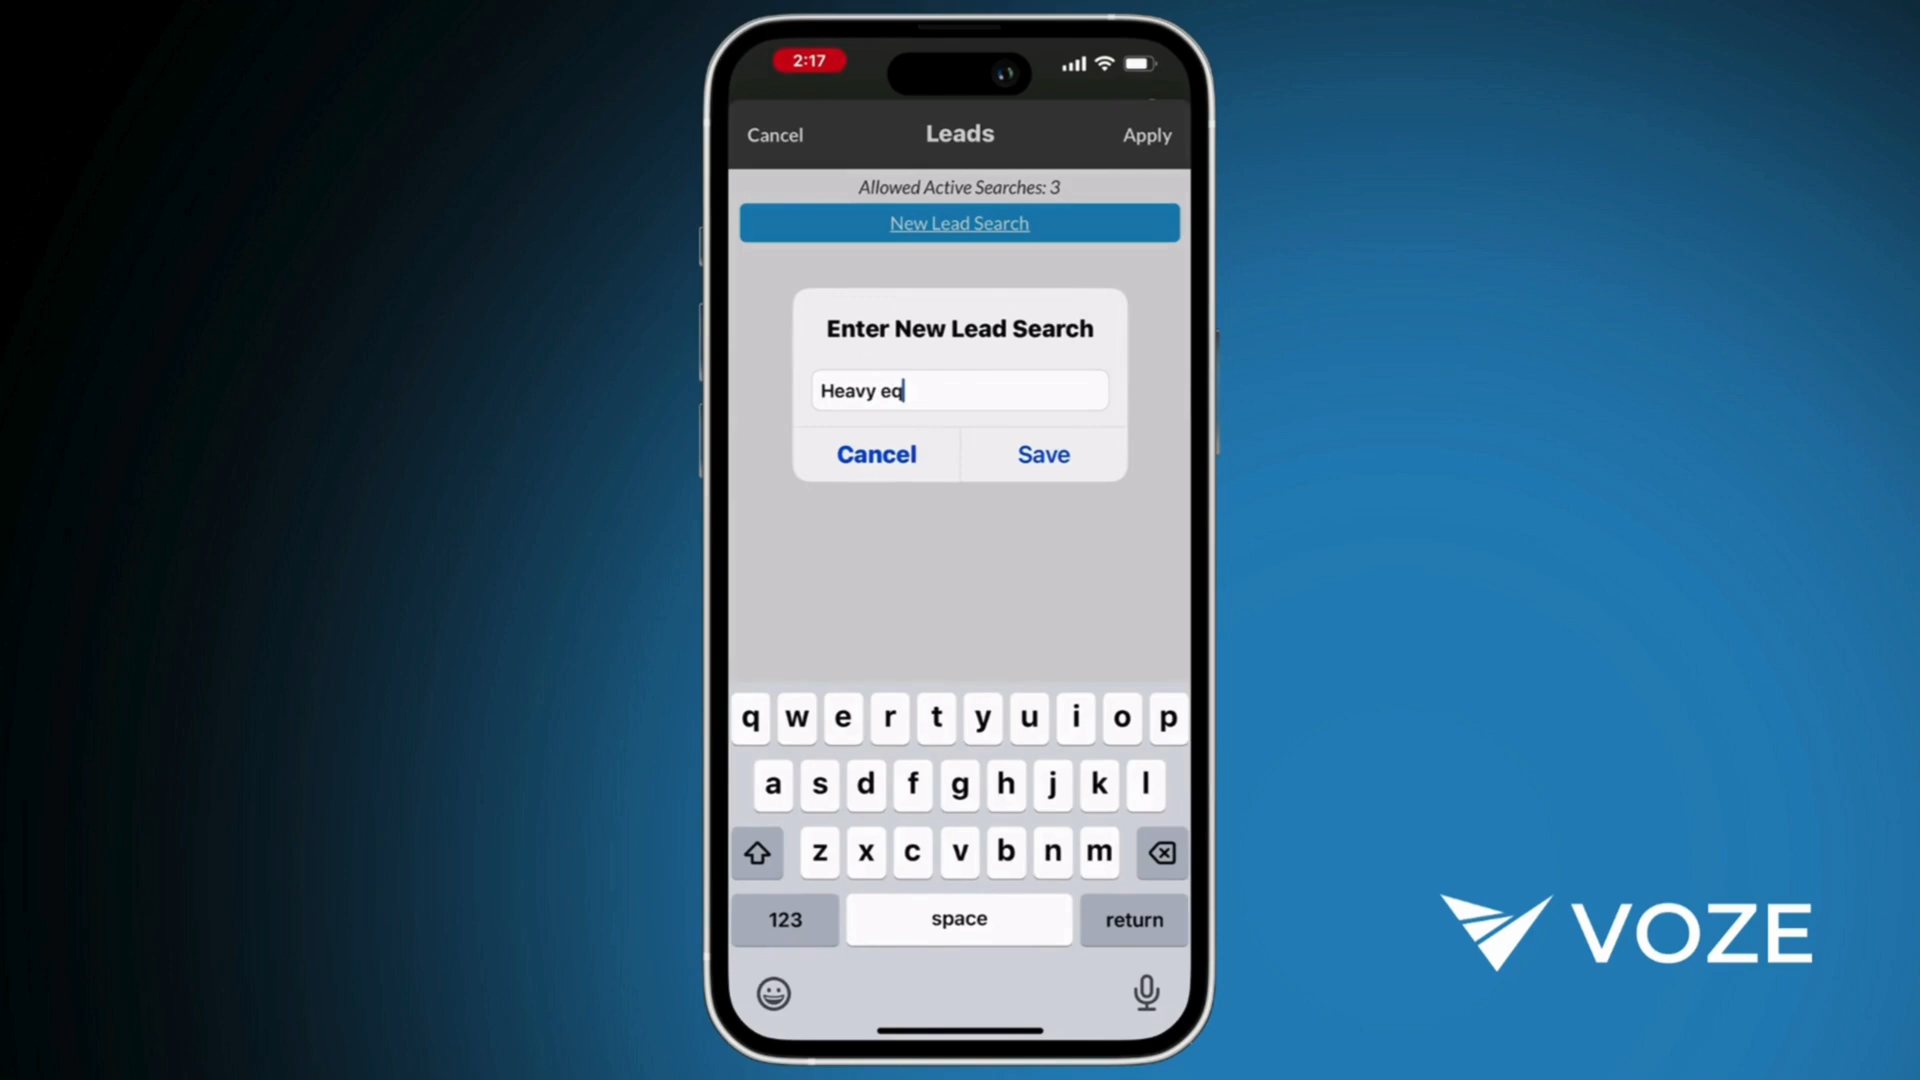 2:17
Cancel Leads Apply
Allowed Active Searches: 3
New Lead Search
Enter New Lead Search
Heavy eq
Cancel Save
q w e r t y u i o p
a s d f g h j k l
z x c v b n m
123 space return
VOZE